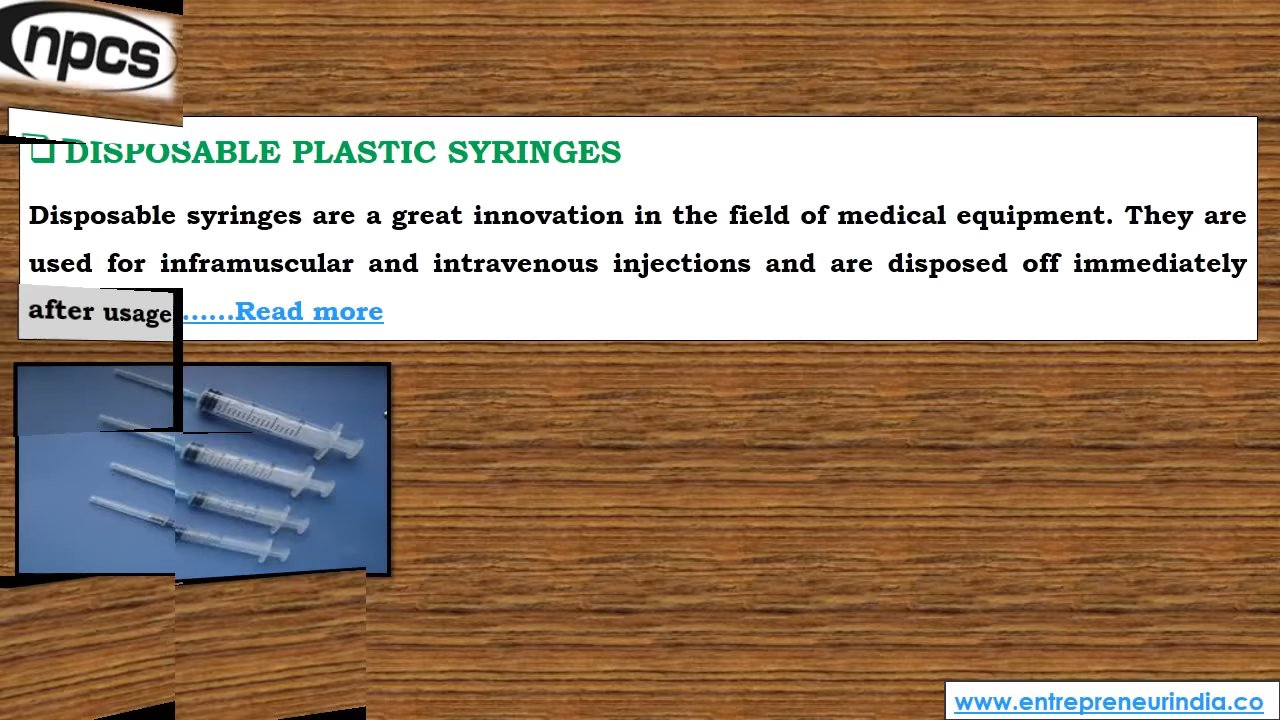 npcs
❑ DISPOSABLE PLASTIC SYRINGES
Disposable syringes are a great innovation in the field of medical equipment. They are
used for inframuscular and intravenous injections and are disposed off immediately
after usage......Read more
www.entrepreneurindia.co